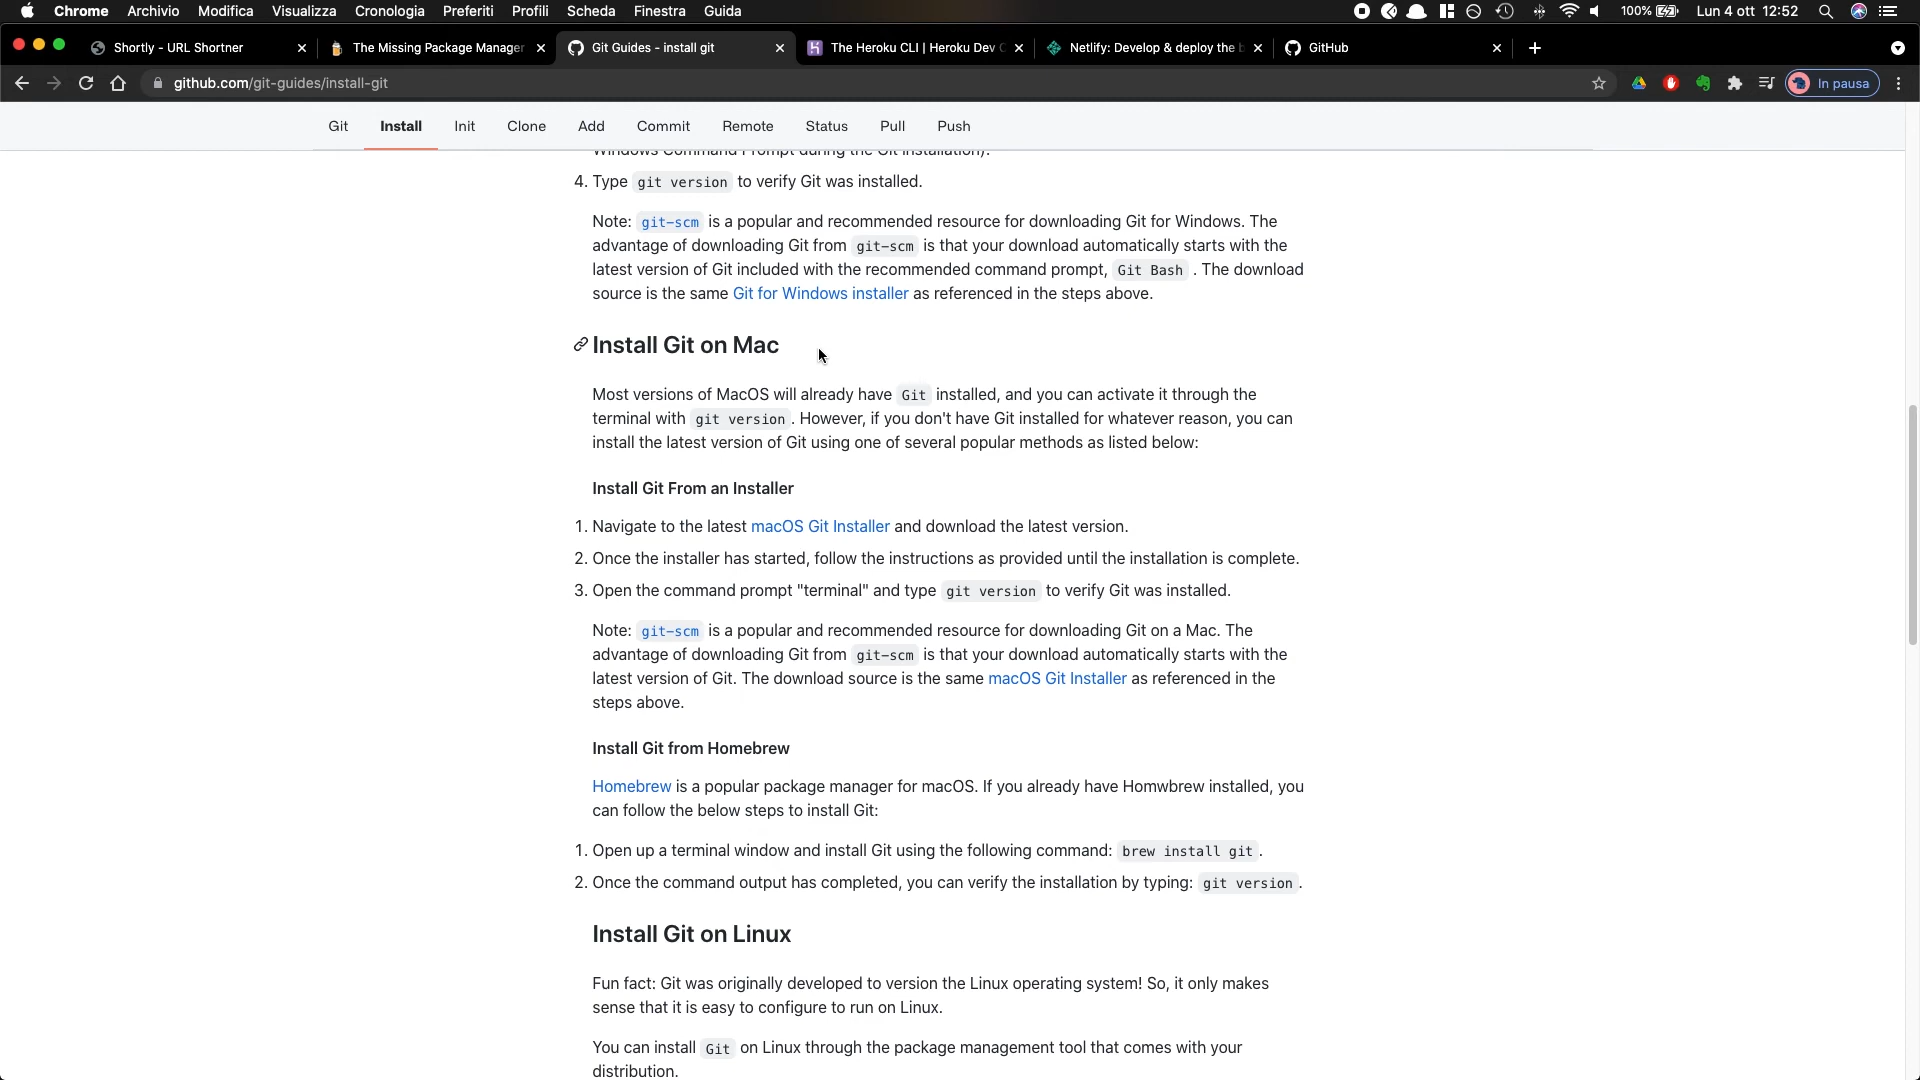 Chrome Archivio Modifica Visualizza Cronologia Preferiti Profili Scheda Finestra Guida 100% Lun 4 ott 12:52
Shortly - URL Shortner The Missing Package Manager Git Guides - install git The Heroku CLI | Heroku Dev Netlify: Develop & deploy the GitHub
github.com/git-guides/install-git In pausa
Git Install Init Clone Add Commit Remote Status Pull Push
Windows Command Prompt during the Git installation).
4. Type git version to verify Git was installed.
Note: git-scm is a popular and recommended resource for downloading Git for Windows. The
advantage of downloading Git from git-scm is that your download automatically starts with the
latest version of Git included with the recommended command prompt, Git Bash . The download
source is the same Git for Windows installer as referenced in the steps above.
Install Git on Mac
Most versions of MacOS will already have Git installed, and you can activate it through the
terminal with git version . However, if you don't have Git installed for whatever reason, you can
install the latest version of Git using one of several popular methods as listed below:
Install Git From an Installer
1. Navigate to the latest macOS Git Installer and download the latest version.
2. Once the installer has started, follow the instructions as provided until the installation is complete.
3. Open the command prompt "terminal" and type git version to verify Git was installed.
Note: git-scm is a popular and recommended resource for downloading Git on a Mac. The
advantage of downloading Git from git-scm is that your download automatically starts with the
latest version of Git. The download source is the same macOS Git Installer as referenced in the
steps above.
Install Git from Homebrew
Homebrew is a popular package manager for macOS. If you already have Homwbrew installed, you
can follow the below steps to install Git:
1. Open up a terminal window and install Git using the following command: brew install git .
2. Once the command output has completed, you can verify the installation by typing: git version .
Install Git on Linux
Fun fact: Git was originally developed to version the Linux operating system! So, it only makes
sense that it is easy to configure to run on Linux.
You can install Git on Linux through the package management tool that comes with your
distribution.